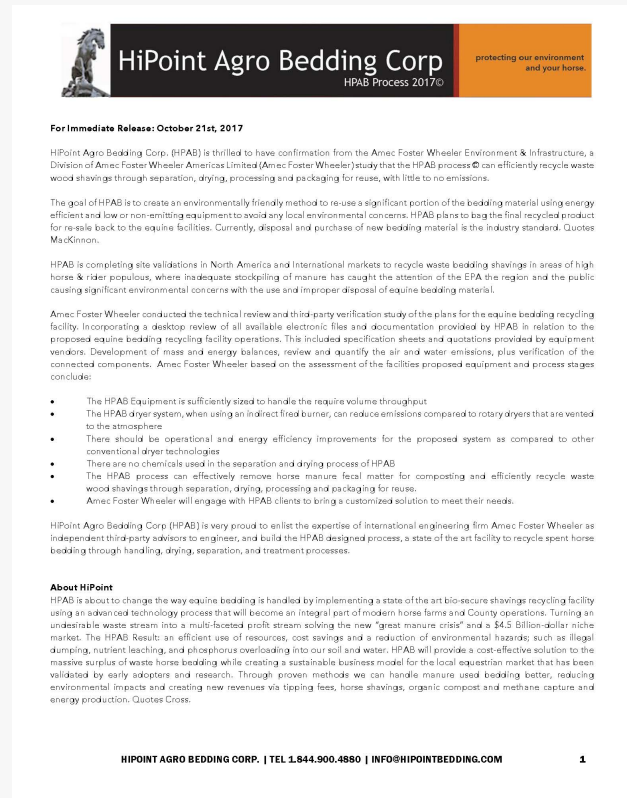 HiPoint Agro Bedding Corp
HPAB Process 2017©
protecting our environment
and your horse.
For Immediate Release: October 21st, 2017
HiPoint Agro Bedding Corp. (HPAB) is thrilled to have confirmation from the Amec Foster Wheeler Environment & Infrastructure, a
Division of Amec Foster Wheeler Americas Limited (Amec Foster Wheeler) study that the HPAB process © can efficiently recycle waste
wood shavings through separation, drying, processing and packaging for reuse, with little to no emissions.
The goal of HPAB is to create an environmentally friendly method to re-use a significant portion of the bedding material using energy
efficient and low or non-emitting equipment to avoid any local environmental concerns. HPAB plans to bag the final recycled product
for re-sale back to the equine facilities. Currently, disposal and purchase of new bedding material is the industry standard. Quotes
MacKinnon.
HPAB is completing site validations in North America and International markets to recycle waste bedding shavings in areas of high
horse & rider populous, where inadequate stockpiling of manure has caught the attention of the EPA the region and the public
causing significant environmental concerns with the use and improper disposal of equine bedding material.
Amec Foster Wheeler conducted the technical review and third-party verification study of the plans for the equine bedding recycling
facility. Incorporating a desktop review of all available electronic files and documentation provided by HPAB in relation to the
proposed equine bedding recycling facility operations. This included specification sheets and quotations provided by equipment
vendors. Development of mass and energy balances, review and quantify the air and water emissions, plus verification of the
connected components. Amec Foster Wheeler based on the assessment of the facilities proposed equipment and process stages
conclude:
• The HPAB Equipment is sufficiently sized to handle the require volume throughput
• The HPAB dryer system, when using an indirect fired burner, can reduce emissions compared to rotary dryers that are vented
to the atmosphere
• There should be operational and energy efficiency improvements for the proposed system as compared to other
conventional dryer technologies
• There are no chemicals used in the separation and drying process of HPAB
• The HPAB process can effectively remove horse manure fecal matter for composting and efficiently recycle waste
wood shavings through separation, drying, processing and packaging for reuse.
• Amec Foster Wheeler will engage with HPAB clients to bring a customized solution to meet their needs.
HiPoint Agro Bedding Corp (HPAB) is very proud to enlist the expertise of international engineering firm Amec Foster Wheeler as
independent third-party advisors to engineer, and build the HPAB designed process, a state of the art facility to recycle spent horse
bedding through handling, drying, separation, and treatment processes.
About HiPoint
HPAB is about to change the way equine bedding is handled by implementing a state of the art bio-secure shavings recycling facility
using an advanced technology process that will become an integral part of modern horse farms and County operations. Turning an
undesirable waste stream into a multi-faceted profit stream solving the new "great manure crisis" and a $4.5 Billion-dollar niche
market. The HPAB Result: an efficient use of resources, cost savings and a reduction of environmental hazards; such as illegal
dumping, nutrient leaching, and phosphorus overloading into our soil and water. HPAB will provide a cost-effective solution to the
massive surplus of waste horse bedding while creating a sustainable business model for the local equestrian market that has been
validated by early adopters and research. Through proven methods we can handle manure used bedding better, reducing
environmental impacts and creating new revenues via tipping fees, horse shavings, organic compost and methane capture and
energy production. Quotes Cross.
HIPOINT AGRO BEDDING CORP. | TEL 1.844.900.4880 | INFO@HIPOINTBEDDING.COM 1